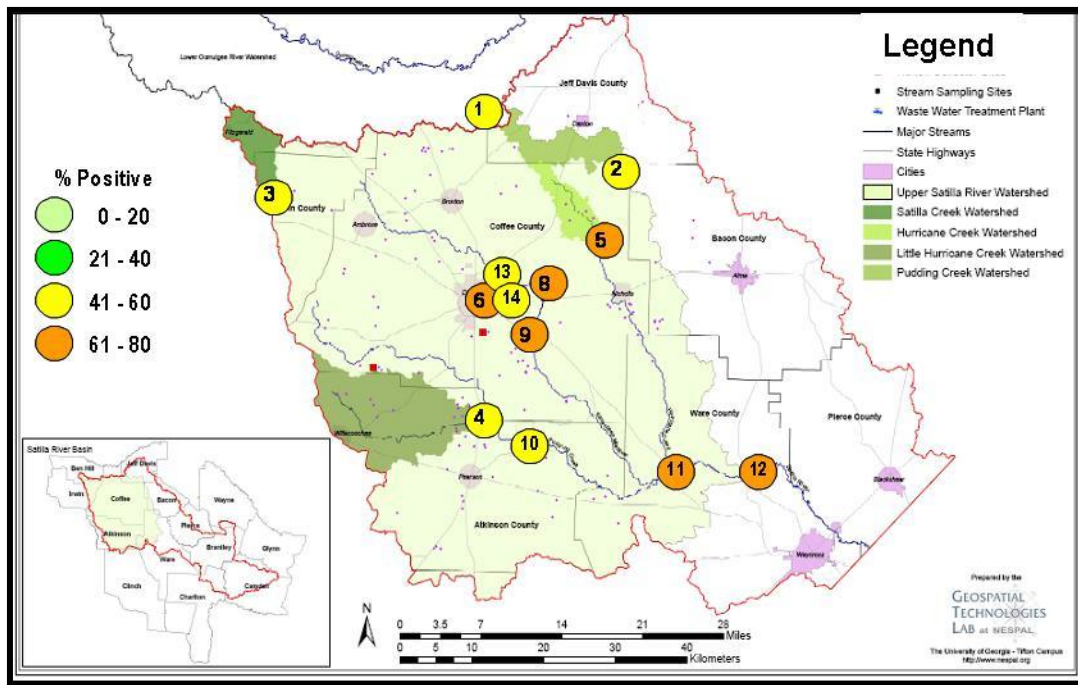 Lower Ocmulgee River Watershed
Jeff Davis County
Legend
Stream Sampling Sites
Waste Water Treatment Plant
Major Streams
State Highways
Cities
Upper Satilla River Watershed
Satilla Creek Watershed
Hurricane Creek Watershed
Little Hurricane Creek Watershed
Pudding Creek Watershed
% Positive
0 - 20
21 - 40
41 - 60
61 - 80
1
2
3
4
5
6
8
9
10
11
12
13
14
Fitzgerald
n County
Ambrose
Broxton
Coffee County
Bacon County
Alma
Nicholls
Ware County
Pierce County
Blackshear
Willacoochee
Pearson
Atkinson County
Waycross
Satilla River Basin
Ben Hill
Jeff Davis
Irwin
Coffee
Bacon
Wayne
Pierce
Atkinson
Brantley
Glynn
Ware
Clinch
Charlton
Camden
N
0 3.5 7 14 21 28
Miles
0 5 10 20 30 40
Kilometers
Prepared by the
GEOSPATIAL
TECHNOLOGIES
LAB at NESPAL
The University of Georgia - Tifton Campus
http://www.nespal.org